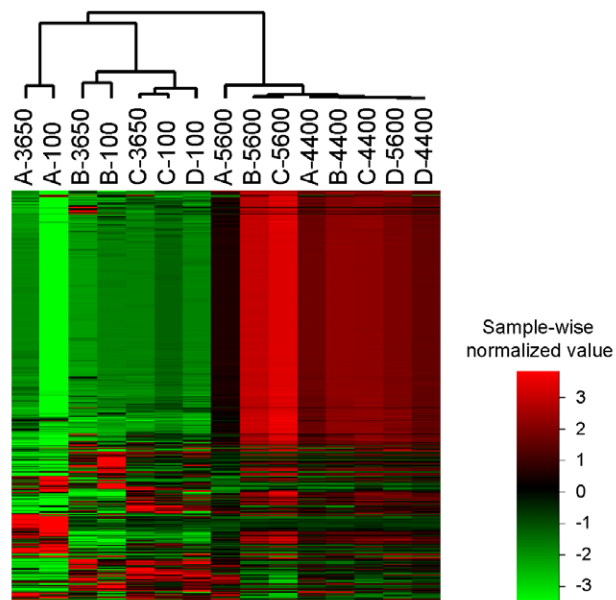 A-3650
A-100
B-3650
B-100
C-3650
C-100
D-100
A-5600
B-5600
C-5600
A-4400
B-4400
C-4400
D-5600
D-4400
Sample-wise
normalized value
3
2
1
0
-1
-2
-3